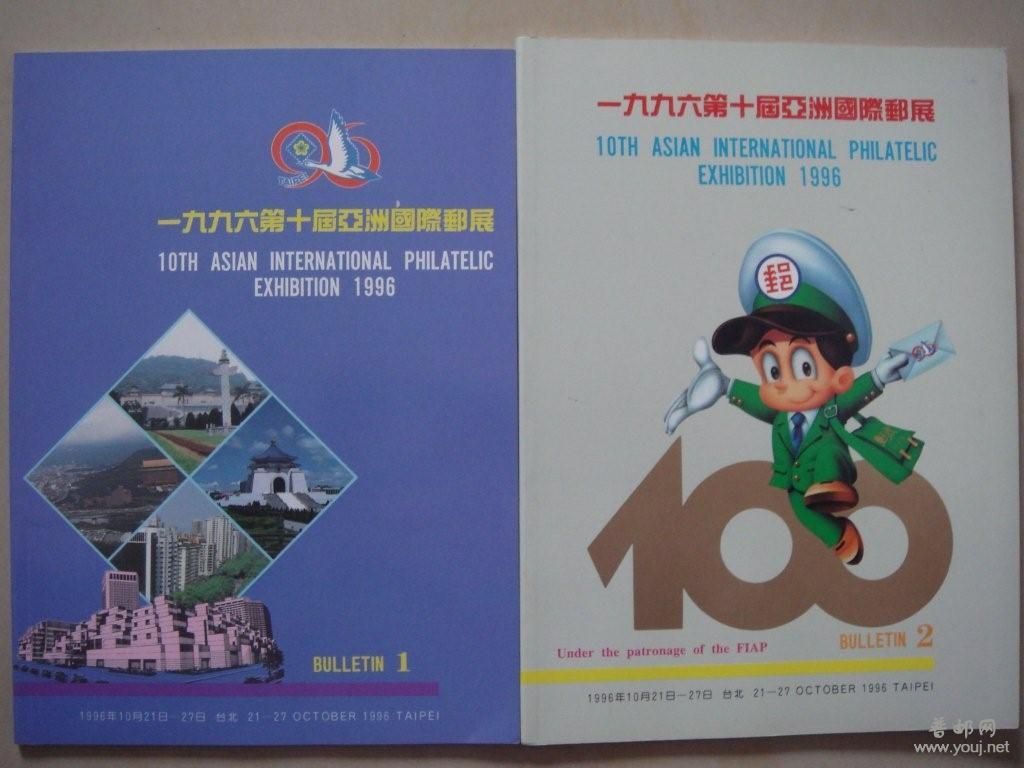 96
TAIPEI
一九九六第十屆亞洲國際郵展
10TH ASIAN INTERNATIONAL PHILATELIC
EXHIBITION 1996
BULLETIN 1
1996年10月21日－27日 台北 21－27 OCTOBER 1996 TAIPEI
一九九六第十屆亞洲國際郵展
10TH ASIAN INTERNATIONAL PHILATELIC
EXHIBITION 1996
郵
100
BULLETIN 2
Under the patronage of the FIAP
1996年10月21日－27日 台北 21－27 OCTOBER 1996 TAIPEI
普邮网
www.youj.net